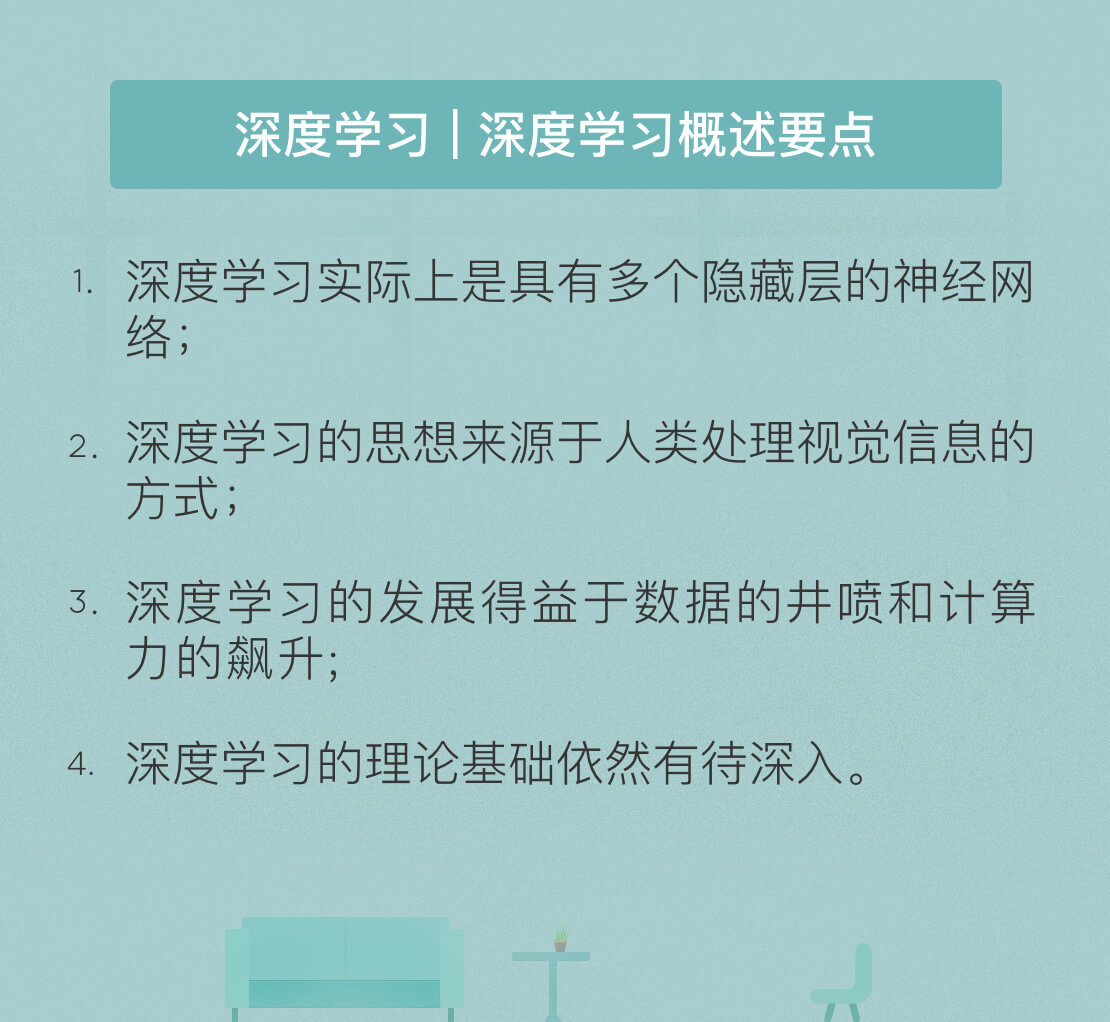 深度学习｜深度学习概述要点
1. 深度学习实际上是具有多个隐藏层的神经网
络；
2. 深度学习的思想来源于人类处理视觉信息的
方式；
3. 深度学习的发展得益于数据的井喷和计算
力的飙升;
4. 深度学习的理论基础依然有待深入。